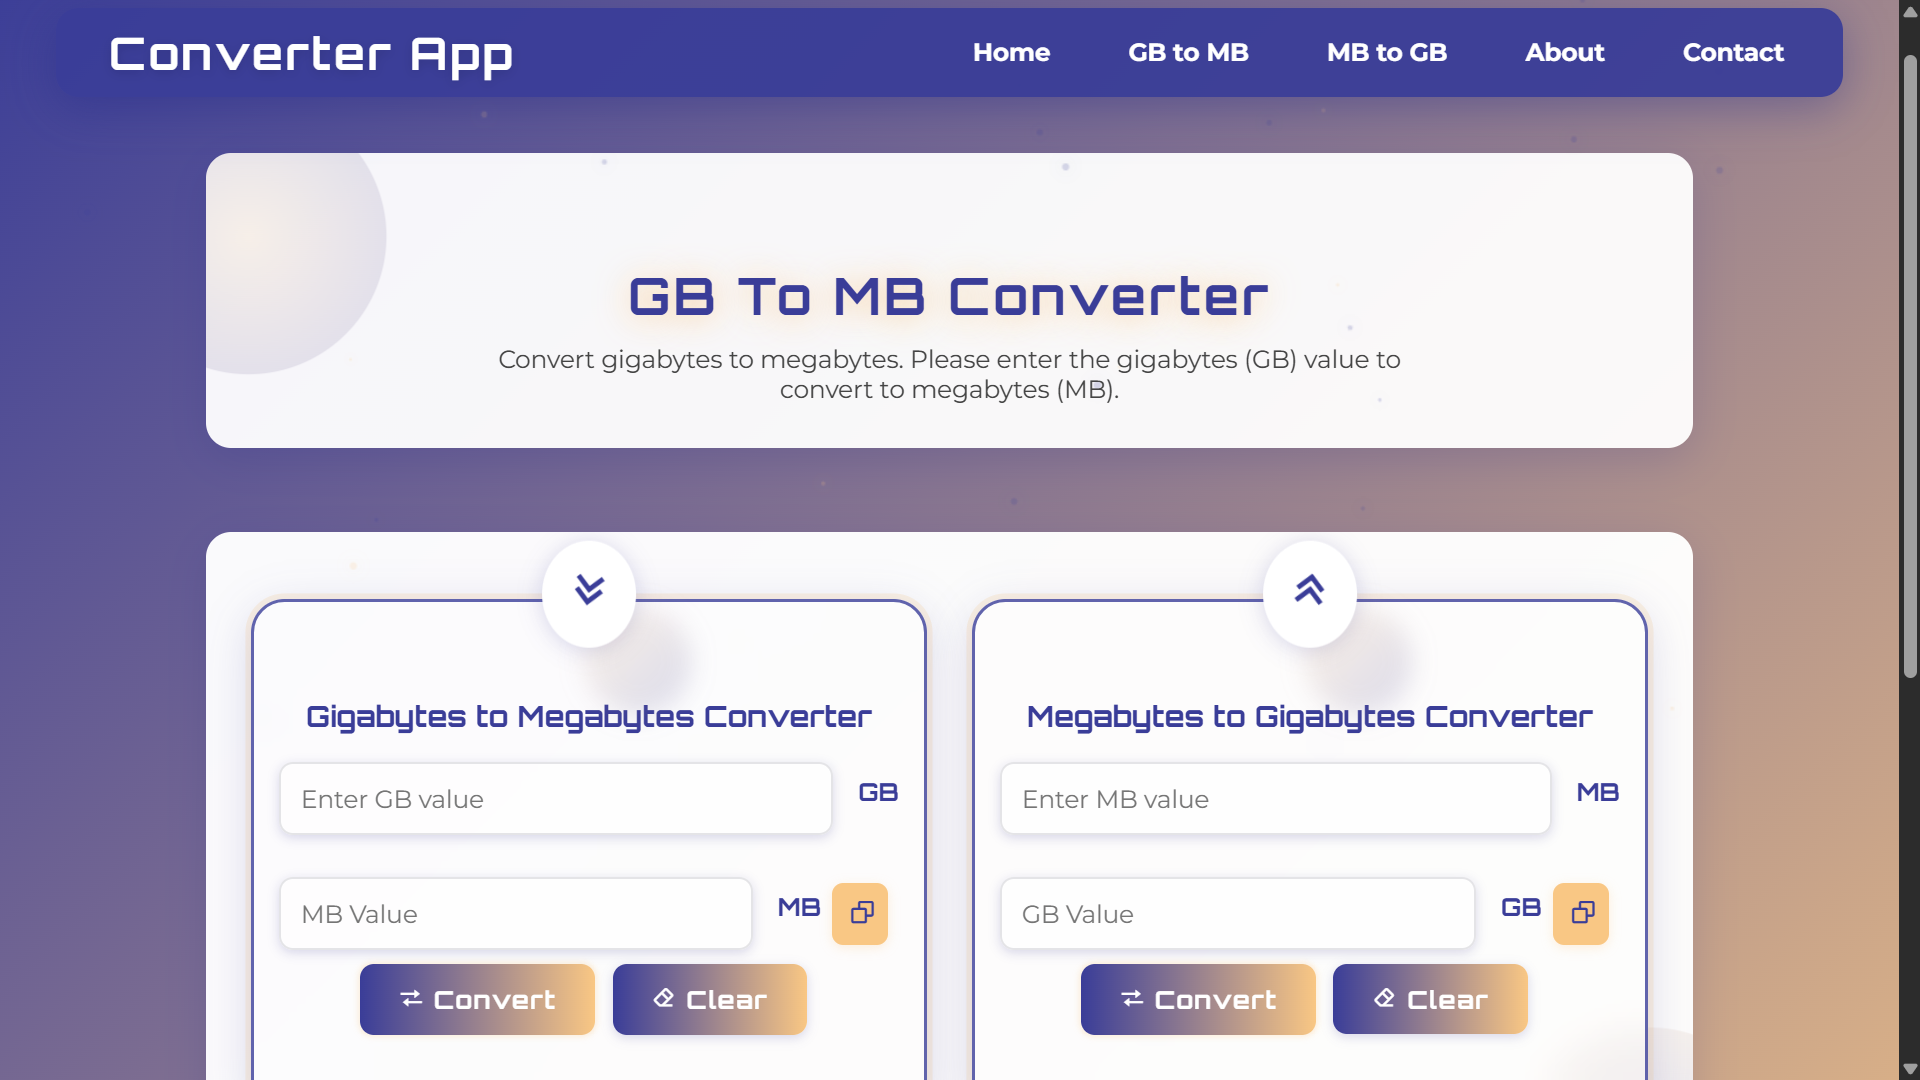 Converter App
Home GB to MB MB to GB About Contact
GB To MB Converter
Convert gigabytes to megabytes. Please enter the gigabytes (GB) value to
convert to megabytes (MB).
Gigabytes to Megabytes Converter
Enter GB value GB
MB Value MB
Convert Clear
Megabytes to Gigabytes Converter
Enter MB value MB
GB Value GB
Convert Clear